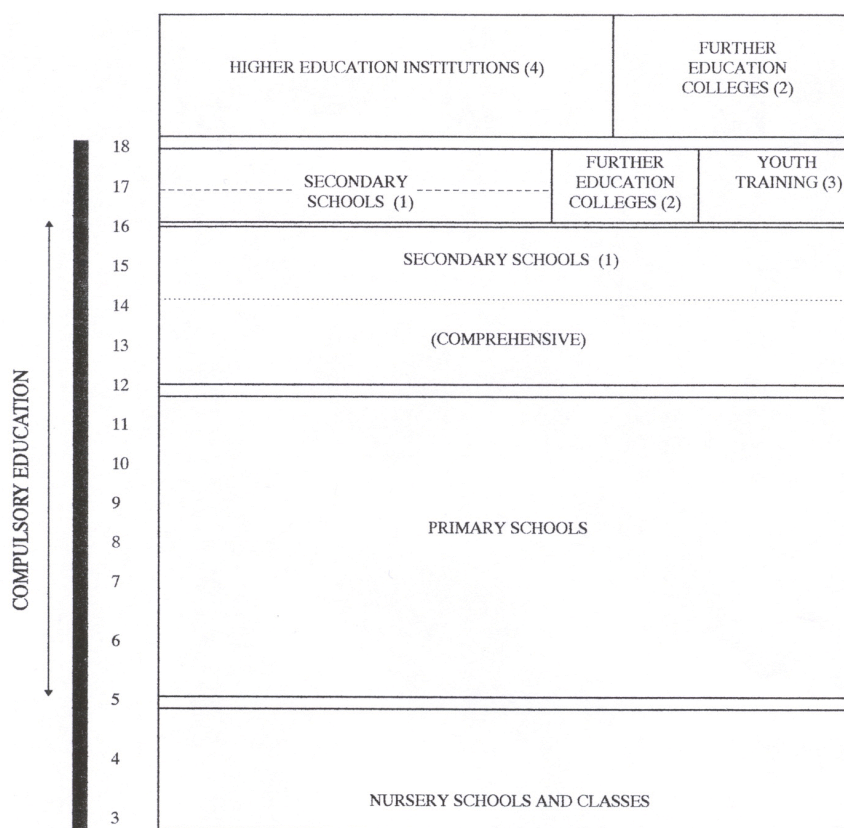 HIGHER EDUCATION INSTITUTIONS (4)
FURTHER
EDUCATION
COLLEGES (2)
18
17
SECONDARY
SCHOOLS (1)
FURTHER
EDUCATION
COLLEGES (2)
YOUTH
TRAINING (3)
16
15
SECONDARY SCHOOLS (1)
14
13
(COMPREHENSIVE)
12
11
10
9
8
PRIMARY SCHOOLS
7
6
5
4
NURSERY SCHOOLS AND CLASSES
3
COMPULSORY EDUCATION